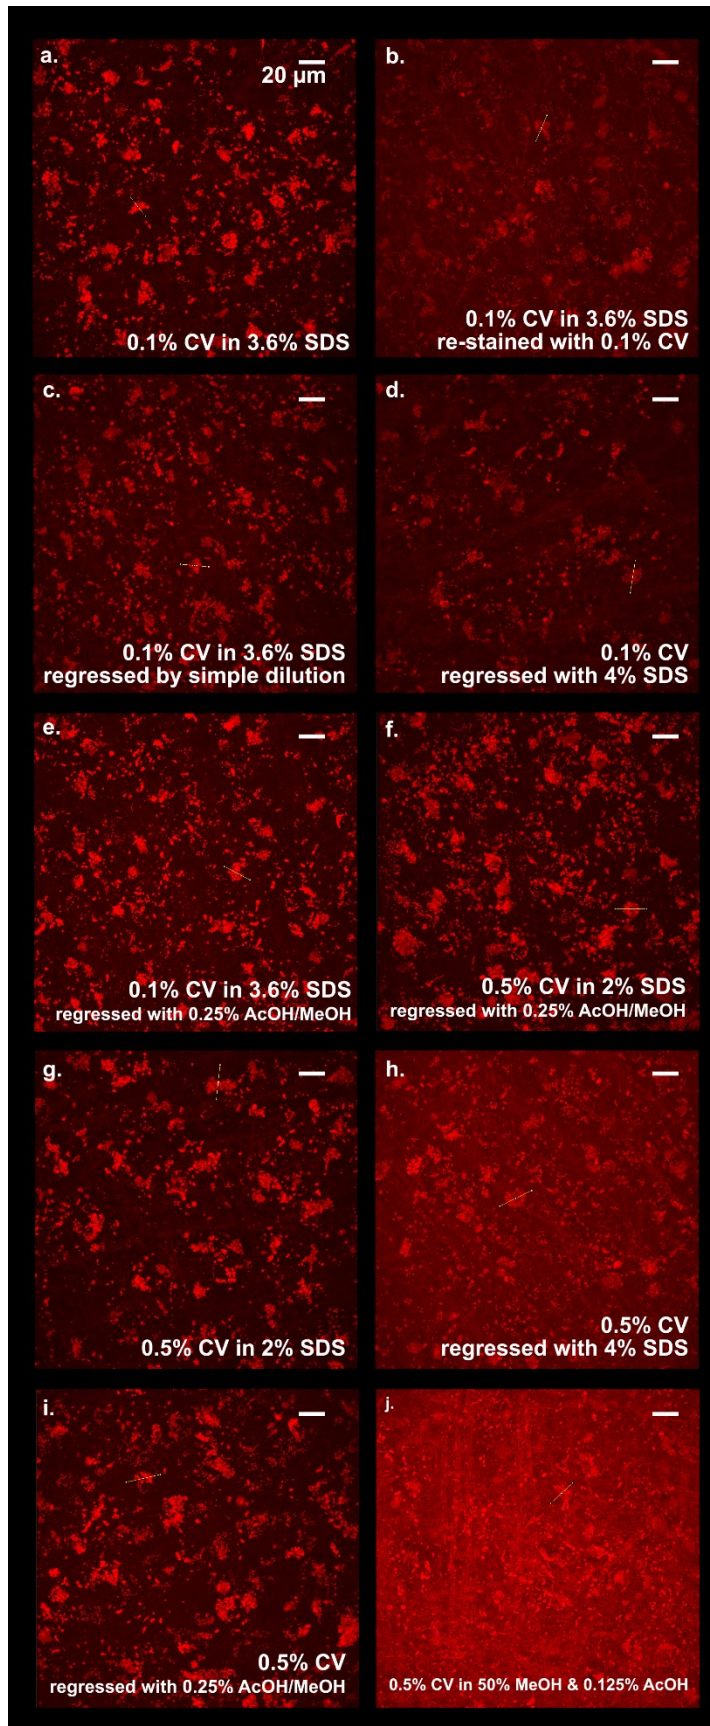 a.
20 µm
0.1% CV in 3.6% SDS
b.
0.1% CV in 3.6% SDS
re-stained with 0.1% CV
c.
0.1% CV in 3.6% SDS
regressed by simple dilution
d.
0.1% CV
regressed with 4% SDS
e.
0.1% CV in 3.6% SDS
regressed with 0.25% AcOH/MeOH
f.
0.5% CV in 2% SDS
regressed with 0.25% AcOH/MeOH
g.
0.5% CV in 2% SDS
h.
0.5% CV
regressed with 4% SDS
i.
0.5% CV
regressed with 0.25% AcOH/MeOH
j.
0.5% CV in 50% MeOH & 0.125% AcOH